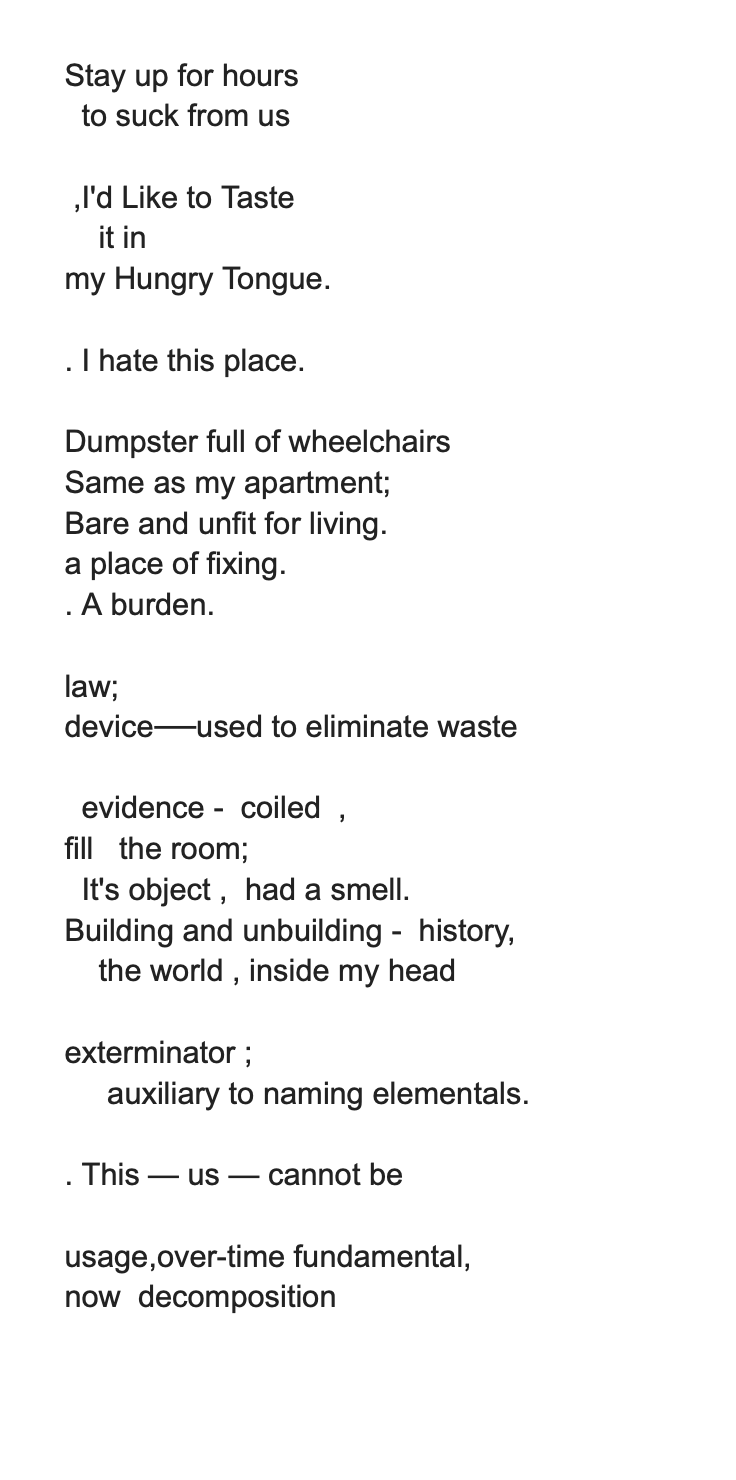 Stay up for hours
to suck from us
,I'd Like to Taste
it in
my Hungry Tongue.
. I hate this place.
Dumpster full of wheelchairs
Same as my apartment;
Bare and unfit for living.
a place of fixing.
. A burden.
law;
device──used to eliminate waste
evidence -  coiled  ,
fill   the room;
It's object ,  had a smell.
Building and unbuilding -  history,
the world , inside my head
exterminator ;
auxiliary to naming elementals.
. This — us — cannot be
usage,over-time fundamental,
now  decomposition